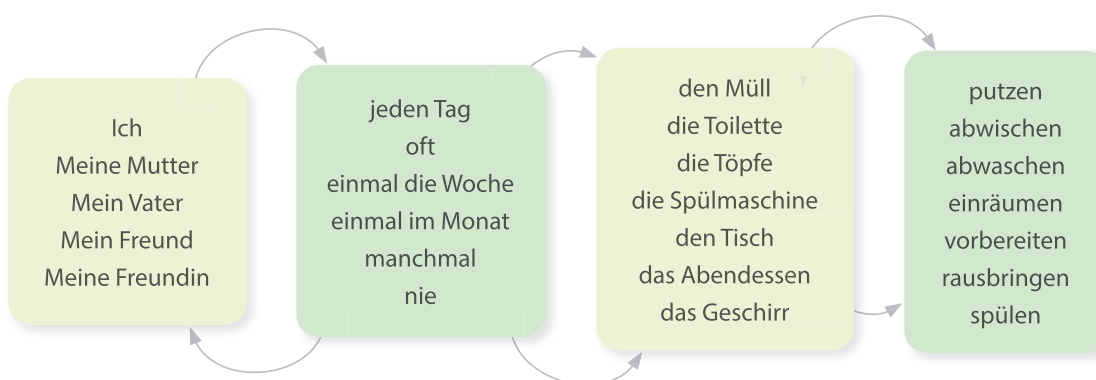 Ich
Meine Mutter
Mein Vater
Mein Freund
Meine Freundin
jeden Tag
oft
einmal die Woche
einmal im Monat
manchmal
nie
den Müll
die Toilette
die Töpfe
die Spülmaschine
den Tisch
das Abendessen
das Geschirr
putzen
abwischen
abwaschen
einräumen
vorbereiten
rausbringen
spülen